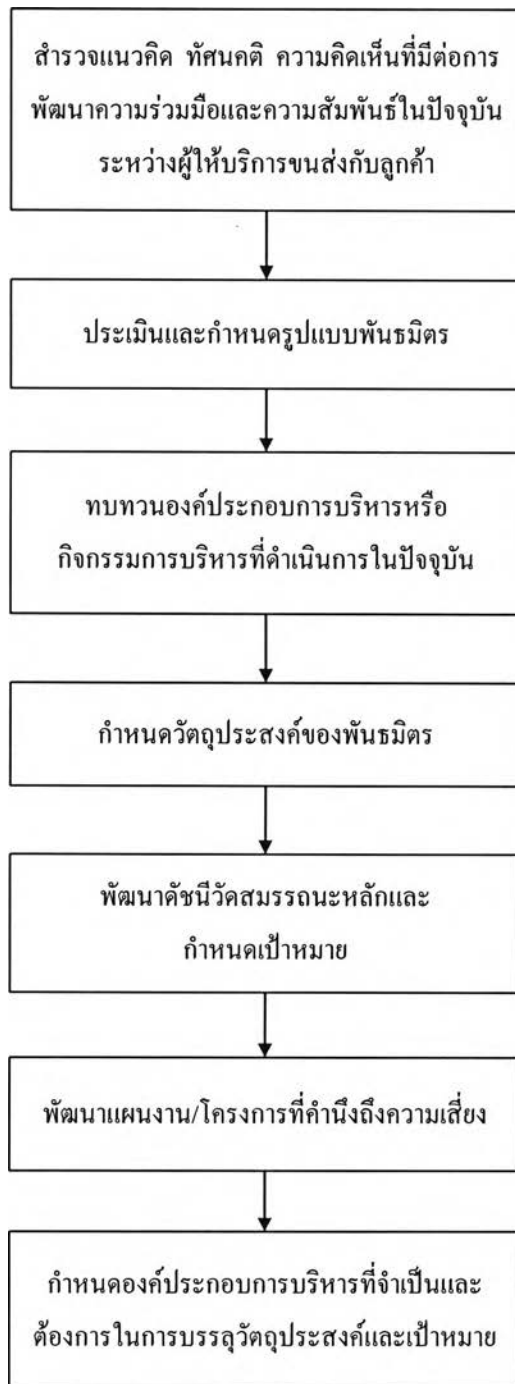 สำรวจแนวคิด ทัศนคติ ความคิดเห็นที่มีต่อการ
พัฒนาความร่วมมือและความสัมพันธ์ในปัจจุบัน
ระหว่างผู้ให้บริการขนส่งกับลูกค้า
ประเมินและกำหนดรูปแบบพันธมิตร
ทบทวนองค์ประกอบการบริหารหรือ
กิจกรรมการบริหารที่ดำเนินการในปัจจุบัน
กำหนดวัตถุประสงค์ของพันธมิตร
พัฒนาดัชนีวัดสมรรถนะหลักและ
กำหนดเป้าหมาย
พัฒนาแผนงาน/โครงการที่คำนึงถึงความเสี่ยง
กำหนดองค์ประกอบการบริหารที่จำเป็นและ
ต้องการในการบรรลุวัตถุประสงค์และเป้าหมาย